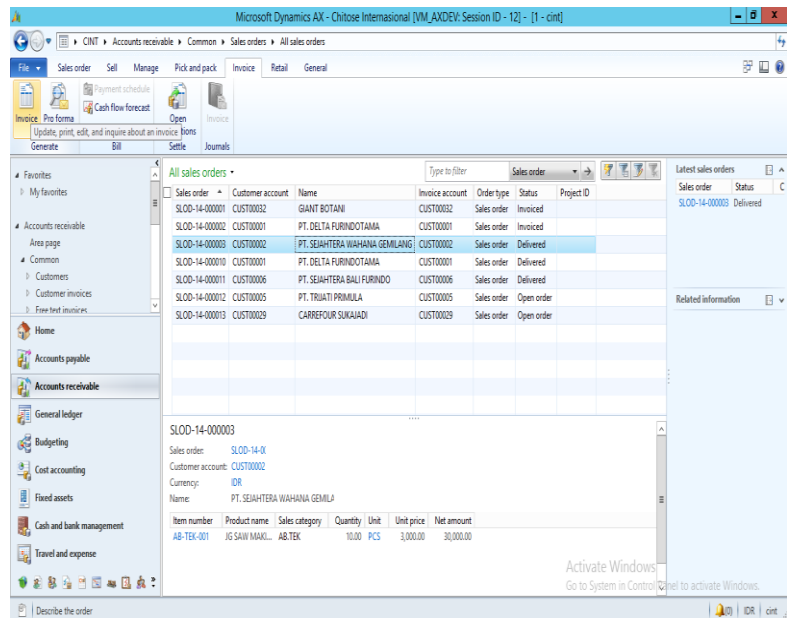 Microsoft Dynamics AX - Chitose Internasional [VM_AXDEV: Session ID - 12] - [1 - cint]
CINT Accounts receivable Common Sales orders All sales orders
File Sales order Sell Manage Pick and pack Invoice Retail General
Payment schedule
Cash flow forecast
Invoice Pro forma Open Invoice
Update, print, edit, and inquire about an invoice tions
Generate Bill Settle Journals
Favorites
My favorites
Accounts receivable
Area page
Common
Customers
Customer invoices
Free text invoices
Home
Accounts payable
Accounts receivable
General ledger
Budgeting
Cost accounting
Fixed assets
Cash and bank management
Travel and expense
All sales orders Type to filter Sales order
Sales order Customer account Name Invoice account Order type Status Project ID
SLOD-14-000001 CUST00032 GIANT BOTANI CUST00032 Sales order Invoiced
SLOD-14-000002 CUST00001 PT. DELTA FURINDOTAMA CUST00001 Sales order Invoiced
SLOD-14-000003 CUST00002 PT. SEJAHTERA WAHANA GEMILANG CUST00002 Sales order Delivered
SLOD-14-000010 CUST00001 PT. DELTA FURINDOTAMA CUST00001 Sales order Delivered
SLOD-14-000011 CUST00006 PT. SEJAHTERA BALI FURINDO CUST00006 Sales order Delivered
SLOD-14-000012 CUST00005 PT. TRIJATI PRIMULA CUST00005 Sales order Open order
SLOD-14-000013 CUST00029 CARREFOUR SUKAJADI CUST00029 Sales order Open order
SLOD-14-000003
Sales order: SLOD-14-0(
Customer account: CUST00002
Currency: IDR
Name: PT. SEJAHTERA WAHANA GEMILA
Item number Product name Sales category Quantity Unit Unit price Net amount
AB-TEK-001 JG SAW MAKI... AB.TEK 10.00 PCS 3,000.00 30,000.00
Latest sales orders
Sales order Status C
SLOD-14-000003 Delivered
Related information
Activate Windows
Go to System in Control Panel to activate Windows.
Describe the order (0) IDR cint